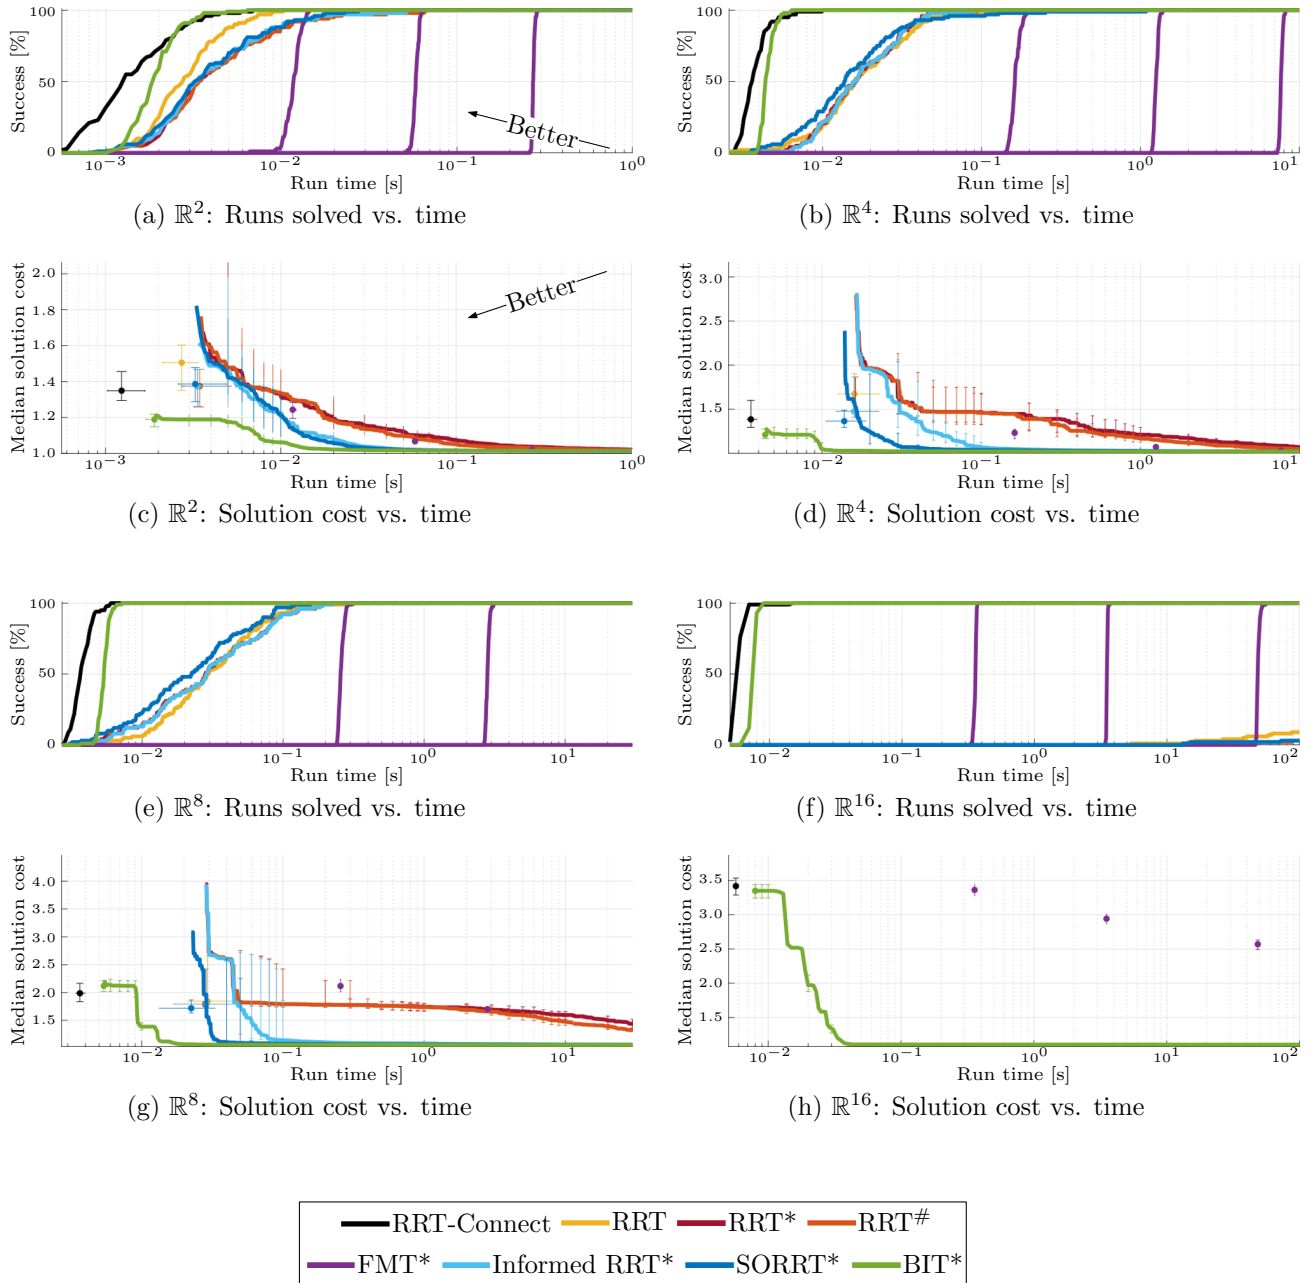 100
50
0
Success [%]
Better
10⁻³
10⁻²
10⁻¹
10⁰
Run time [s]
(a) ℝ²: Runs solved vs. time
100
50
0
Success [%]
10⁻²
10⁻¹
10⁰
10¹
Run time [s]
(b) ℝ⁴: Runs solved vs. time
2.0
1.8
1.6
1.4
1.2
1.0
Median solution cost
Better
10⁻³
10⁻²
10⁻¹
10⁰
Run time [s]
(c) ℝ²: Solution cost vs. time
3.0
2.5
2.0
1.5
Median solution cost
10⁻²
10⁻¹
10⁰
10¹
Run time [s]
(d) ℝ⁴: Solution cost vs. time
100
50
0
Success [%]
10⁻²
10⁻¹
10⁰
10¹
Run time [s]
(e) ℝ⁸: Runs solved vs. time
100
50
0
Success [%]
10⁻²
10⁻¹
10⁰
10¹
10²
Run time [s]
(f) ℝ¹⁶: Runs solved vs. time
4.0
3.5
3.0
2.5
2.0
1.5
Median solution cost
10⁻²
10⁻¹
10⁰
10¹
Run time [s]
(g) ℝ⁸: Solution cost vs. time
3.5
3.0
2.5
2.0
1.5
Median solution cost
10⁻²
10⁻¹
10⁰
10¹
10²
Run time [s]
(h) ℝ¹⁶: Solution cost vs. time
RRT-Connect RRT RRT* RRT#
FMT* Informed RRT* SORRT* BIT*